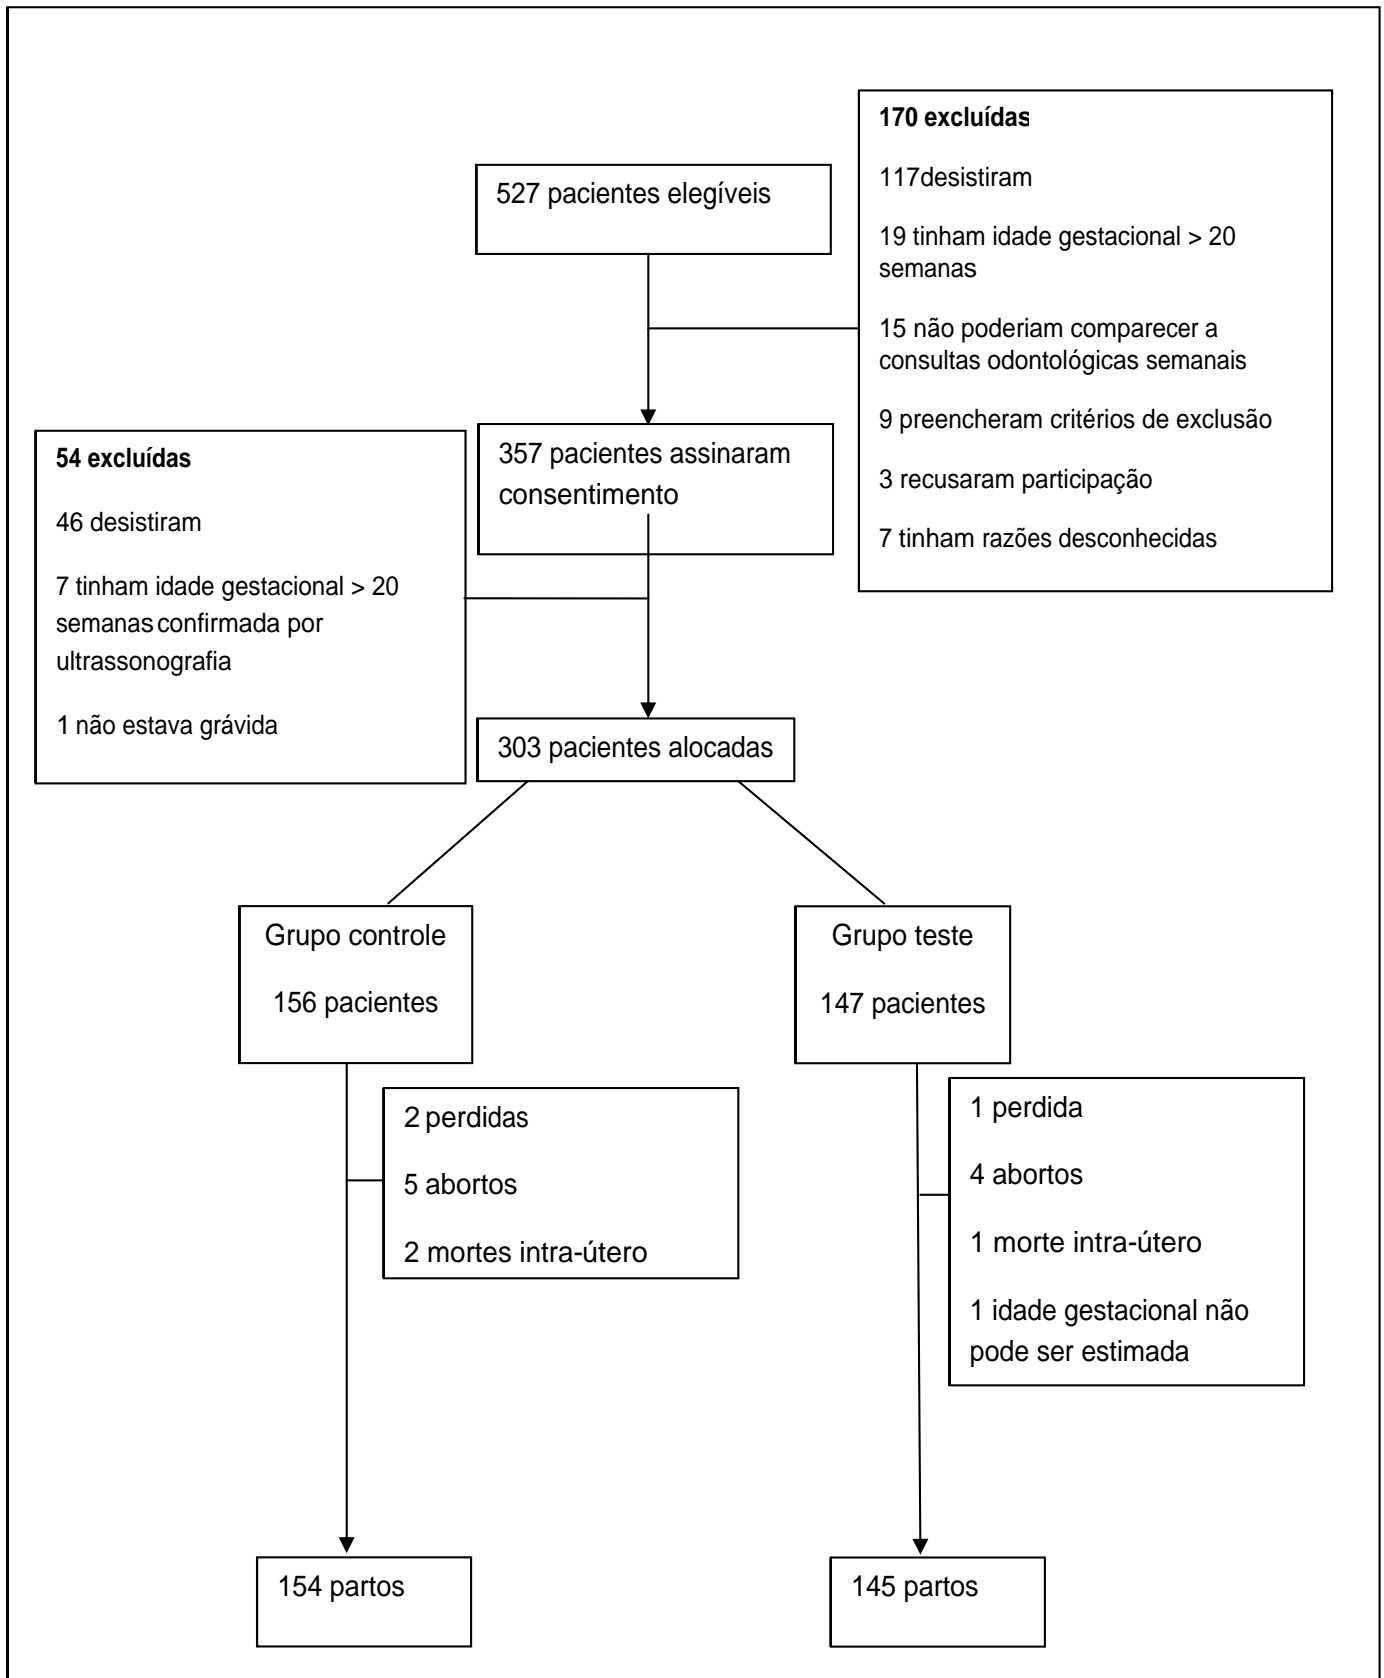 527 pacientes elegíveis
170 excluídas
117desistiram
19 tinham idade gestacional > 20
semanas
15 não poderiam comparecer a
consultas odontológicas semanais
9 preencheram critérios de exclusão
3 recusaram participação
7 tinham razões desconhecidas
357 pacientes assinaram
consentimento
54 excluídas
46 desistiram
7 tinham idade gestacional > 20
semanas confirmada por
ultrassonografia
1 não estava grávida
303 pacientes alocadas
Grupo controle
156 pacientes
Grupo teste
147 pacientes
2 perdidas
5 abortos
2 mortes intra-útero
1 perdida
4 abortos
1 morte intra-útero
1 idade gestacional não
pode ser estimada
154 partos
145 partos